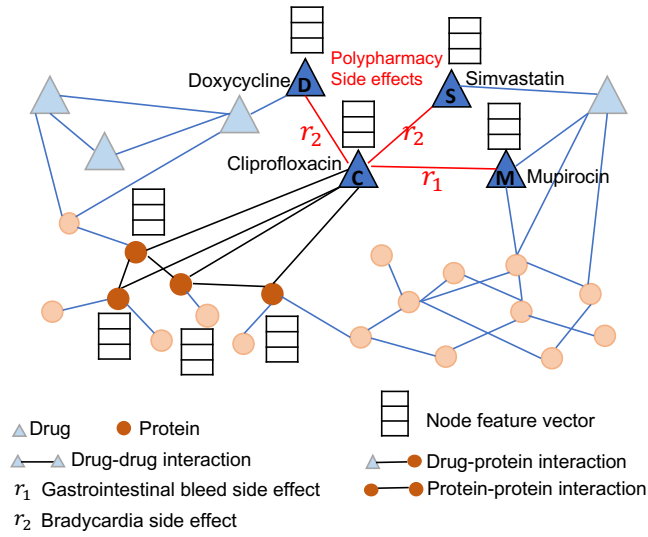 Polypharmacy
Side effects
Doxycycline
D
S
Simvastatin
r₂
r₂
Cliprofloxacin
C
r₁
M
Mupirocin
Drug
Protein
Node feature vector
Drug-drug interaction
Drug-protein interaction
r₁ Gastrointestinal bleed side effect
Protein-protein interaction
r₂ Bradycardia side effect